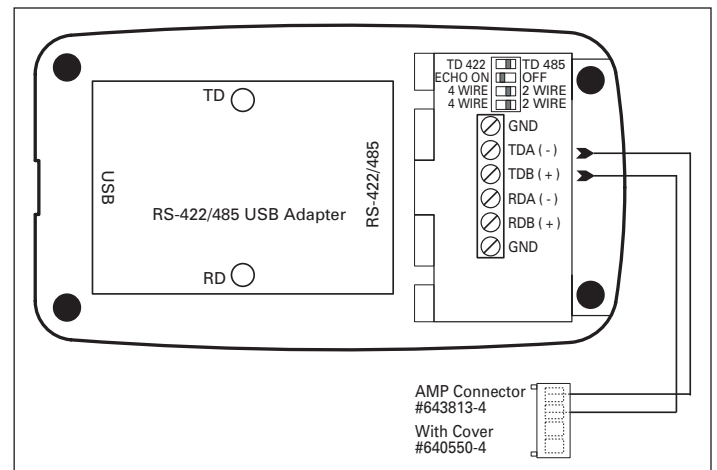 TD 422 TD 485
ECHO ON OFF
4 WIRE 2 WIRE
4 WIRE 2 WIRE
GND
TDA ( - )
TDB ( + )
RDA ( - )
RDB ( + )
GND
TD
USB
RS-422/485 USB Adapter
RS-422/485
RD
AMP Connector
#643813-4
With Cover
#640550-4